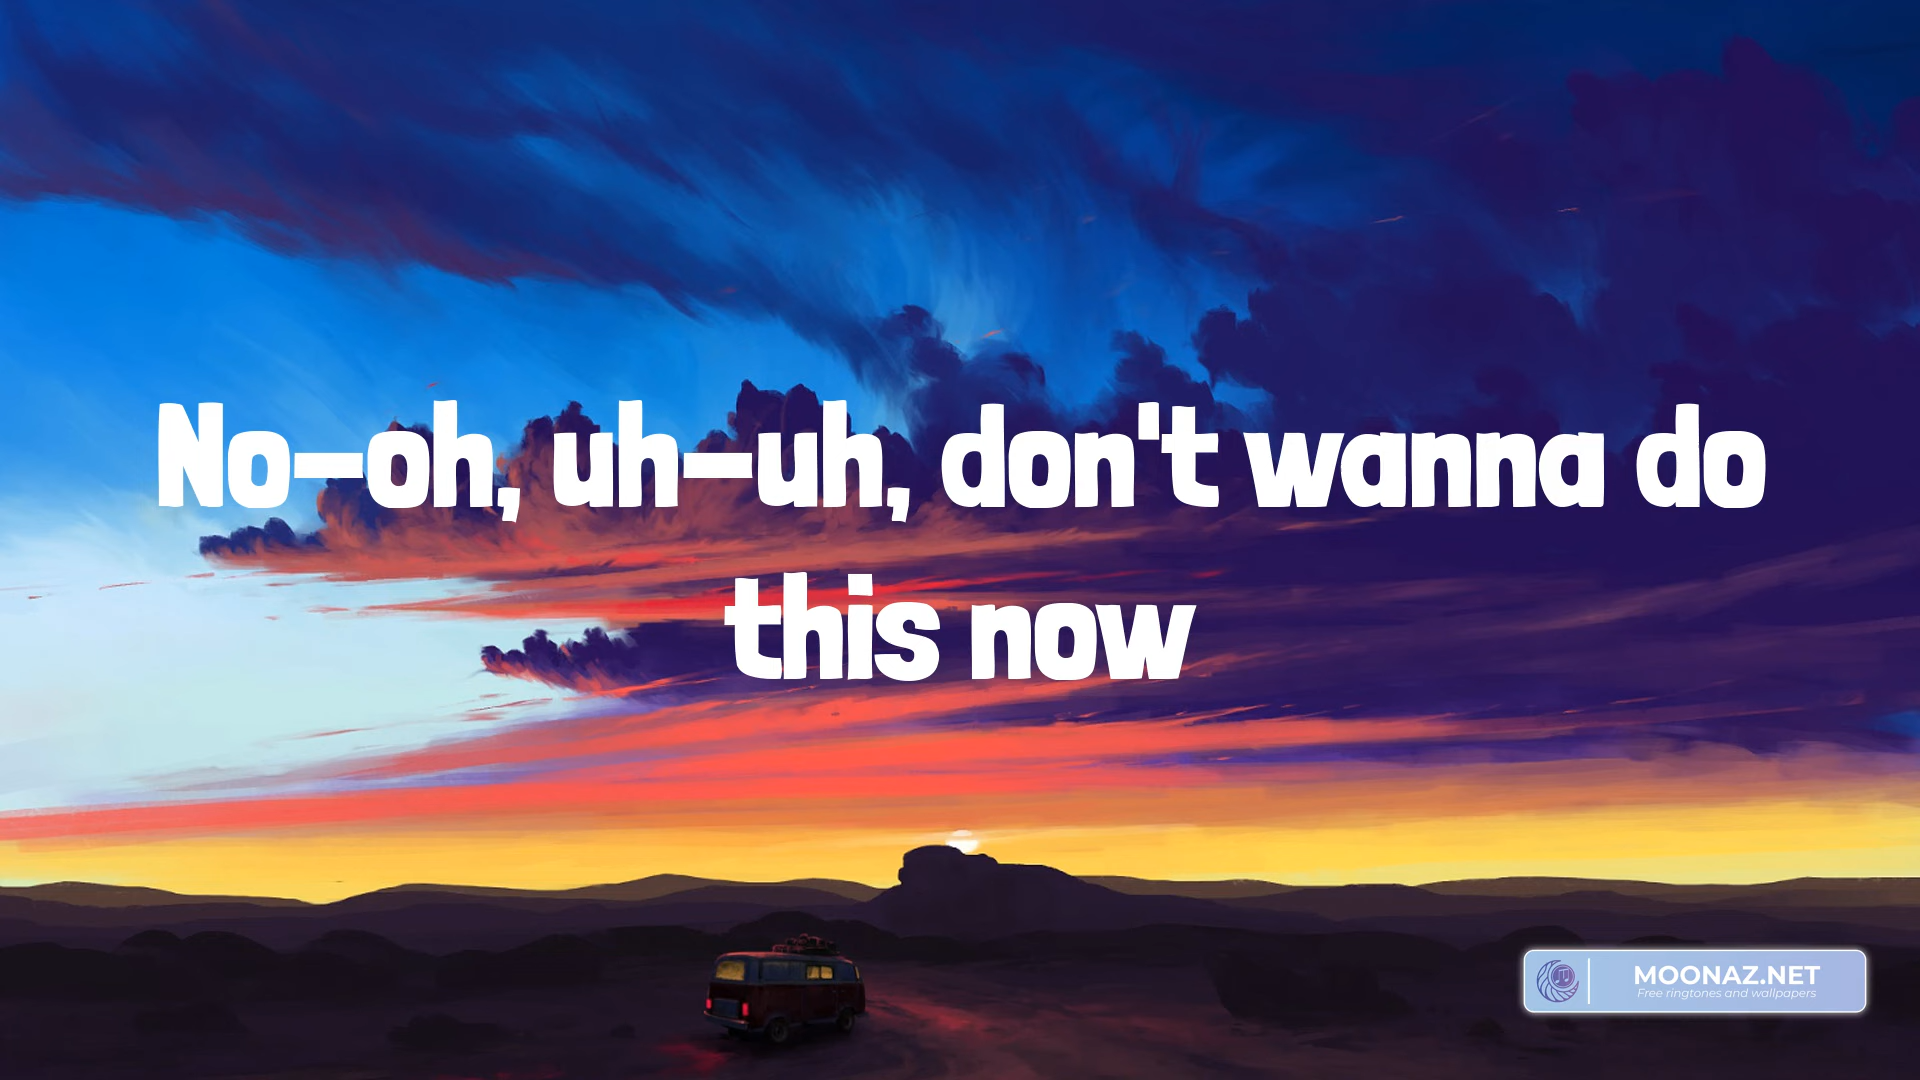 No-oh, uh-uh, don't wanna do
this now
MOONAZ.NET
Free ringtones and wallpapers